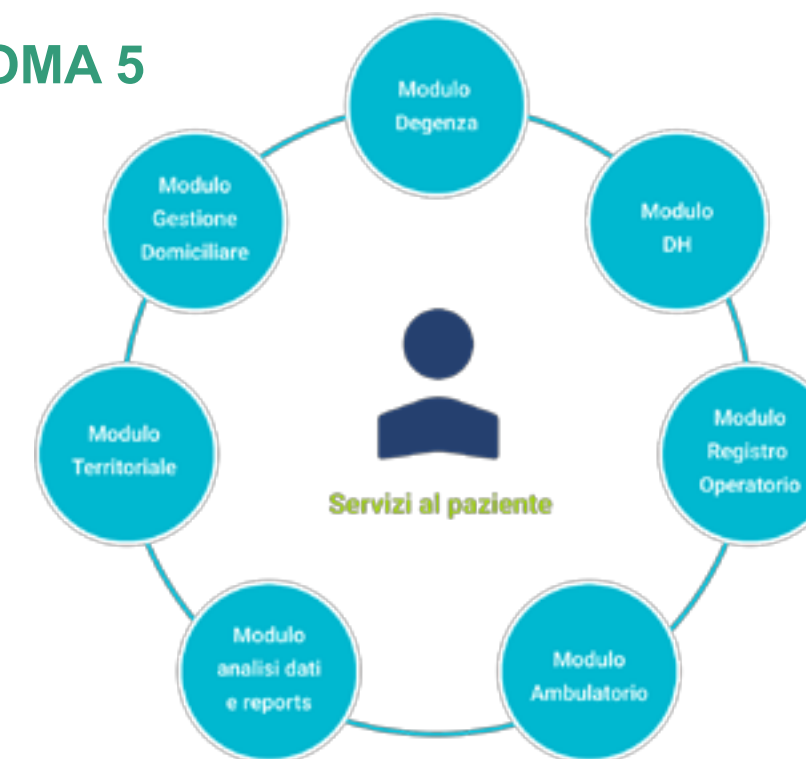 OMA 5
Modulo
Degenza
Modulo
DH
Modulo
Registro
Operatorio
Modulo
Ambulatorio
Modulo
analisi dati
e reports
Modulo
Territoriale
Modulo
Gestione
Domiciliare
Servizi al paziente